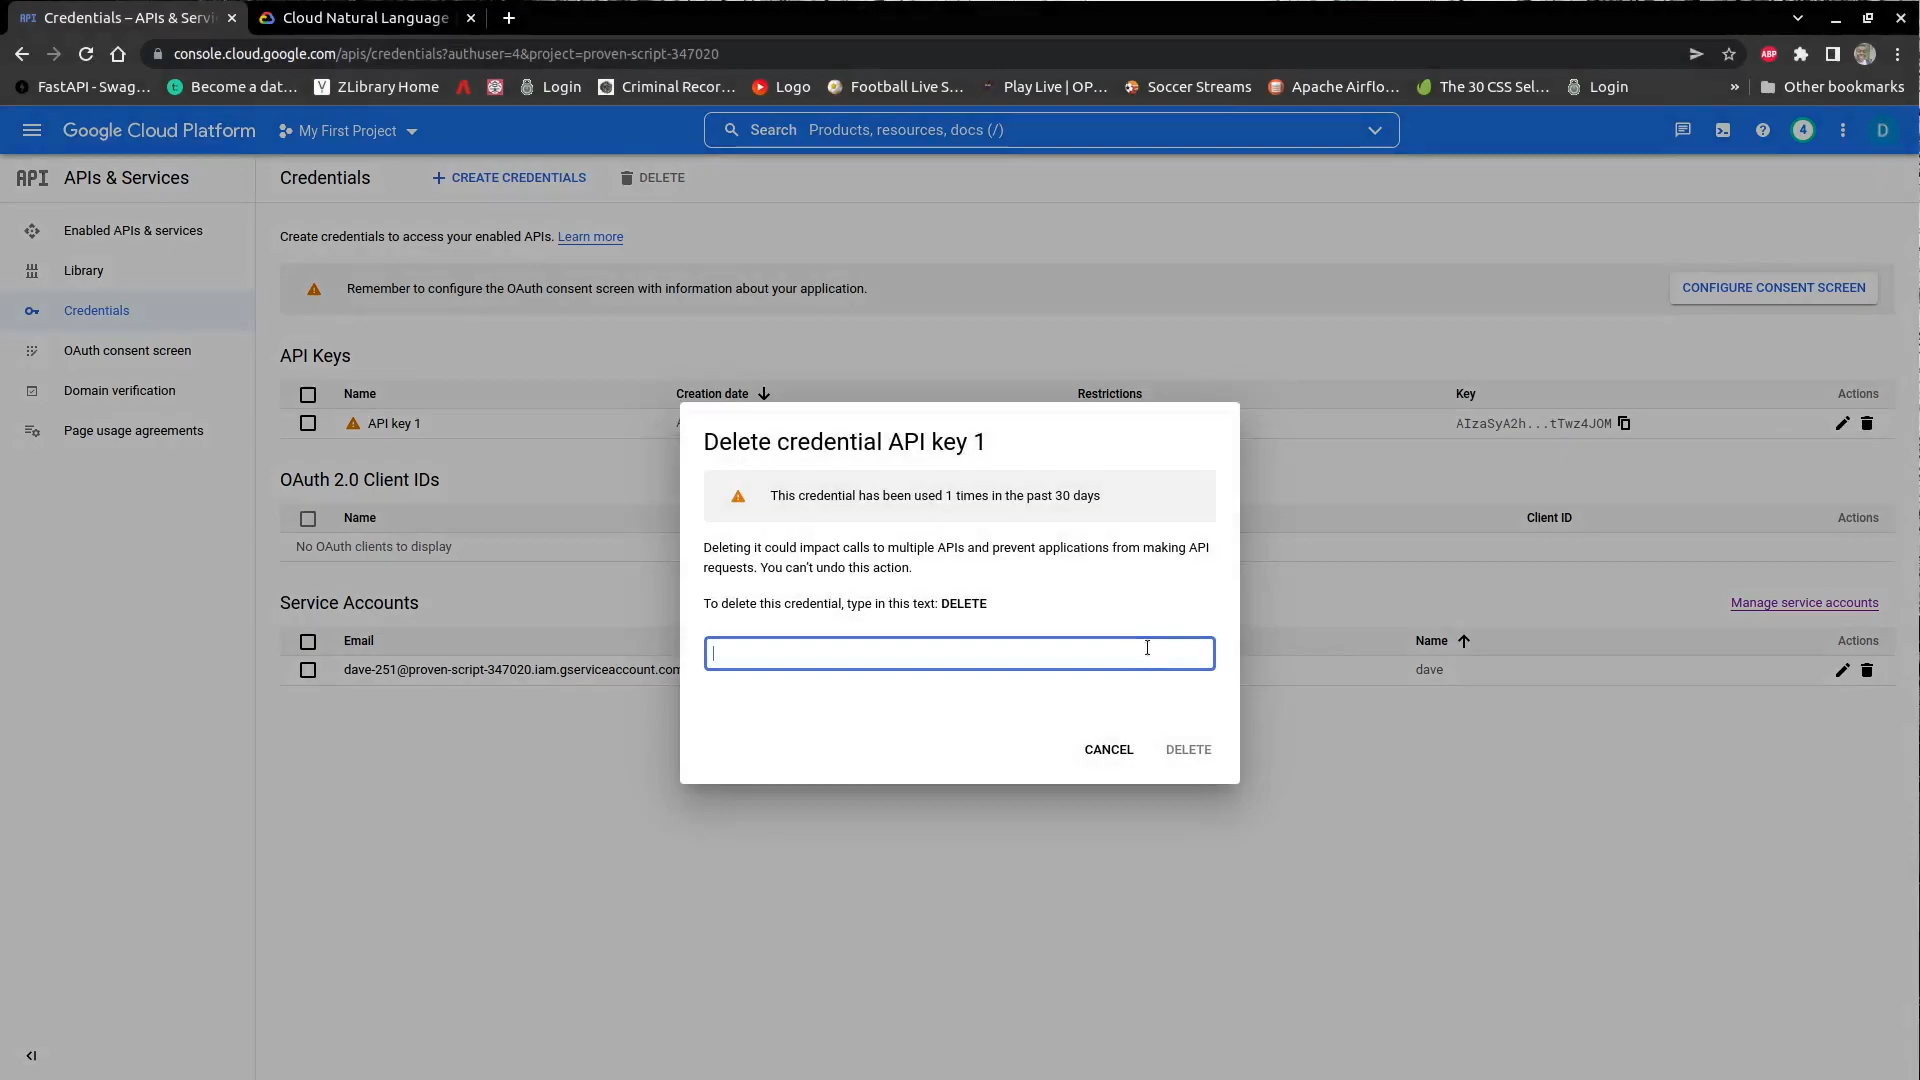 API Credentials – APIs & Servi
Cloud Natural Language
console.cloud.google.com/apis/credentials?authuser=4&project=proven-script-347020
ABP
FastAPI - Swag...
Become a dat...
ZLibrary Home
Login
Criminal Recor...
Logo
Football Live S...
Play Live | OP...
Soccer Streams
Apache Airflo...
The 30 CSS Sel...
Login
»
Other bookmarks
Google Cloud Platform
My First Project
Search Products, resources, docs (/)
4
D
API APIs & Services
Credentials
CREATE CREDENTIALS
DELETE
Enabled APIs & services
Library
Credentials
OAuth consent screen
Domain verification
Page usage agreements
Create credentials to access your enabled APIs. Learn more
Remember to configure the OAuth consent screen with information about your application.
CONFIGURE CONSENT SCREEN
API Keys
Name Creation date Restrictions Key Actions
API key 1 AIzaSyA2h...tTwz4JOM
OAuth 2.0 Client IDs
Name Client ID Actions
No OAuth clients to display
Service Accounts
Manage service accounts
Email Name Actions
dave-251@proven-script-347020.iam.gserviceaccount.com dave
Delete credential API key 1
This credential has been used 1 times in the past 30 days
Deleting it could impact calls to multiple APIs and prevent applications from making API
requests. You can’t undo this action.
To delete this credential, type in this text: DELETE
CANCEL
DELETE